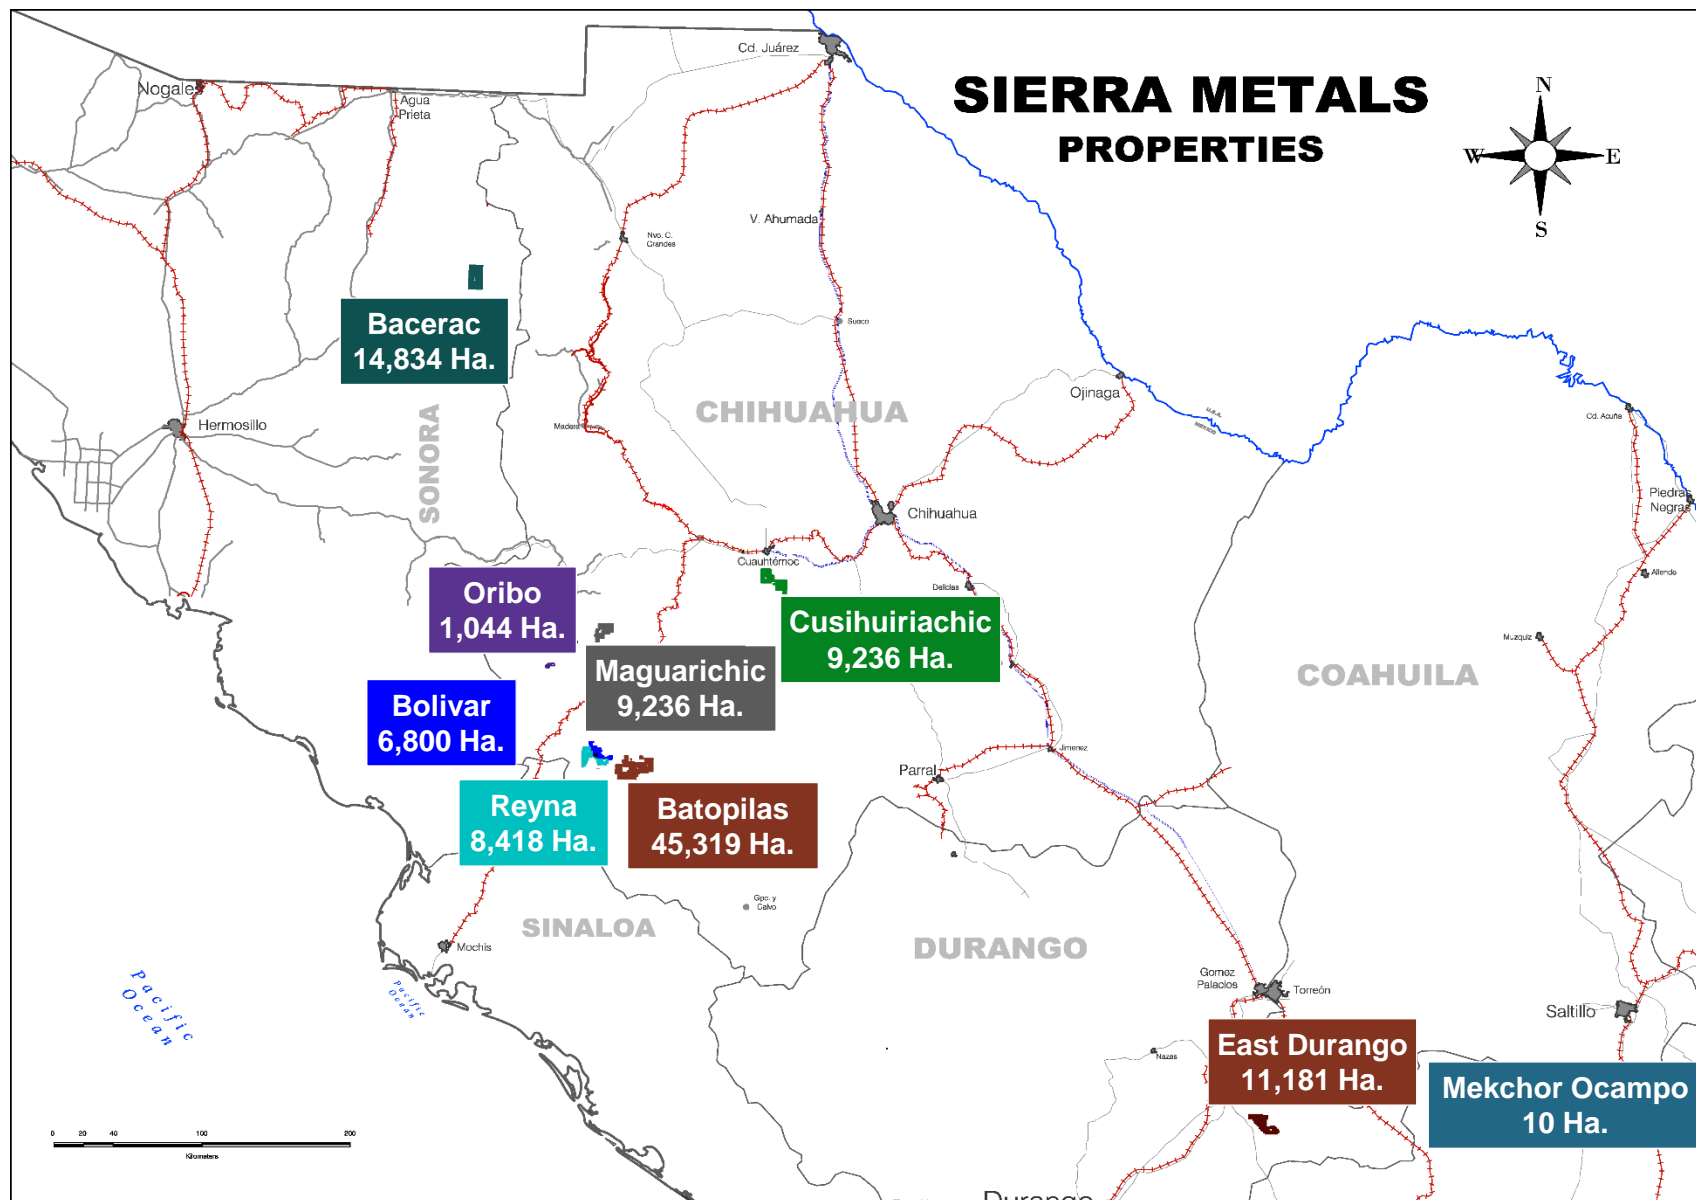 SIERRA METALS
PROPERTIES
N
W
E
S
Cd. Juárez
Nogales
Agua
Prieta
V. Ahumada
Nvo. C.
Grandes
Sueco
Bacerac
14,834 Ha.
CHIHUAHUA
SONORA
Hermosillo
Madera
Ojinaga
U.S.A.
MEXICO
Cd. Acuña
Piedras
Negras
Chihuahua
Cuauhtémoc
Delicias
Allende
Oribo
1,044 Ha.
Cusihuiriachic
9,236 Ha.
Maguarichic
9,236 Ha.
Muzquiz
COAHUILA
Bolivar
6,800 Ha.
Jimenez
Parral
Reyna
8,418 Ha.
Batopilas
45,319 Ha.
Gpe. y
Calvo
SINALOA
DURANGO
Mochis
Pacific
Ocean
Pacific
Ocean
Gomez
Palacios
Torreón
Saltillo
Nazas
East Durango
11,181 Ha.
Mekchor Ocampo
10 Ha.
0 20 40 100 200
Kilometers
Durango